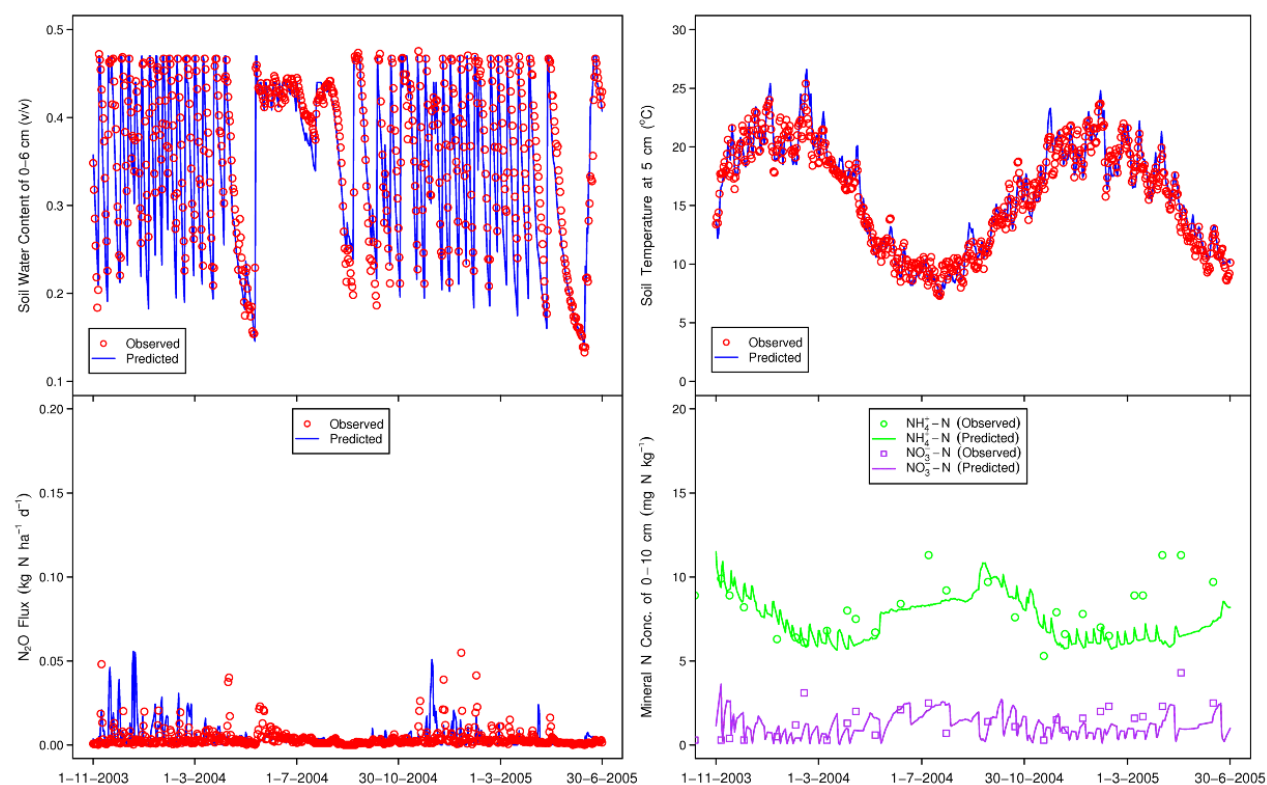 Soil Water Content of 0−6 cm (v/v)
0.5
0.4
0.3
0.2
0.1
Observed
Predicted
Soil Temperature at 5 cm (°C)
30
25
20
15
10
5
0
Observed
Predicted
N₂O Flux (kg N ha⁻¹ d⁻¹)
0.20
0.15
0.10
0.05
0.00
Observed
Predicted
1−11−2003
1−3−2004
1−7−2004
30−10−2004
1−3−2005
30−6−2005
Mineral N Conc. of 0−10 cm (mg N kg⁻¹)
20
15
10
5
0
NH₄⁺−N (Observed)
NH₄⁺−N (Predicted)
NO₃⁻−N (Observed)
NO₃⁻−N (Predicted)
1−11−2003
1−3−2004
1−7−2004
30−10−2004
1−3−2005
30−6−2005